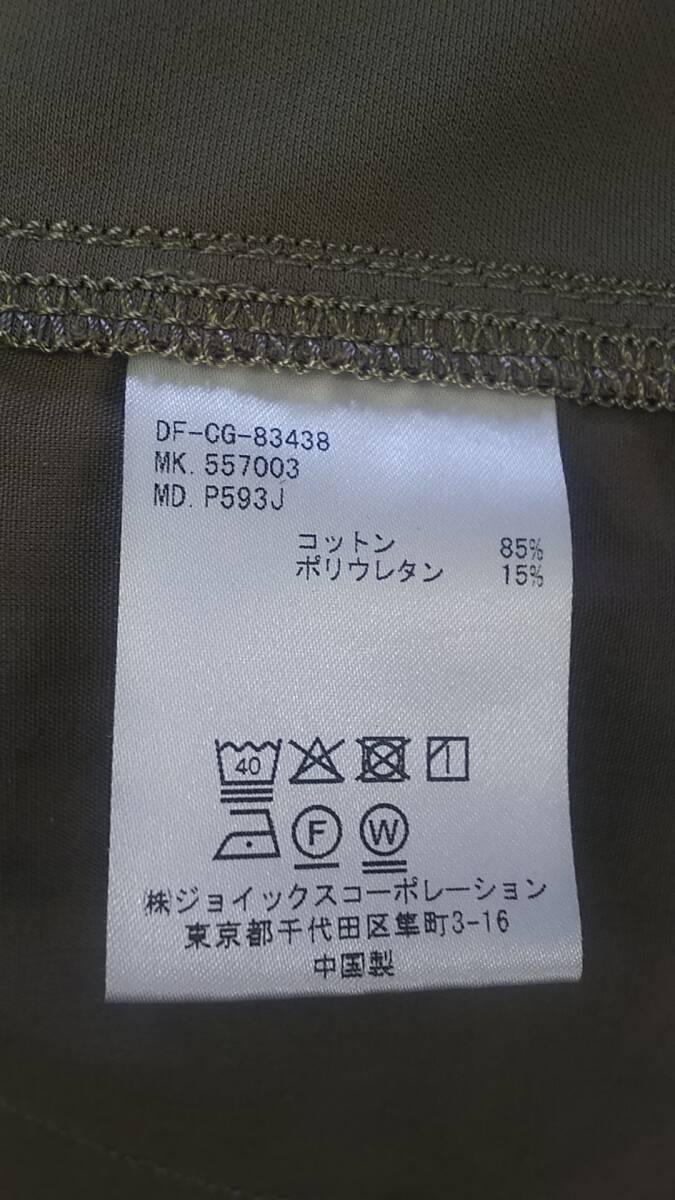 DF-CG-83438
MK. 557003
MD. P593J
コットン 85%
ポリウレタン 15%
40
F W
㈱ジョイックスコーポレーション
東京都千代田区隼町3-16
中国製